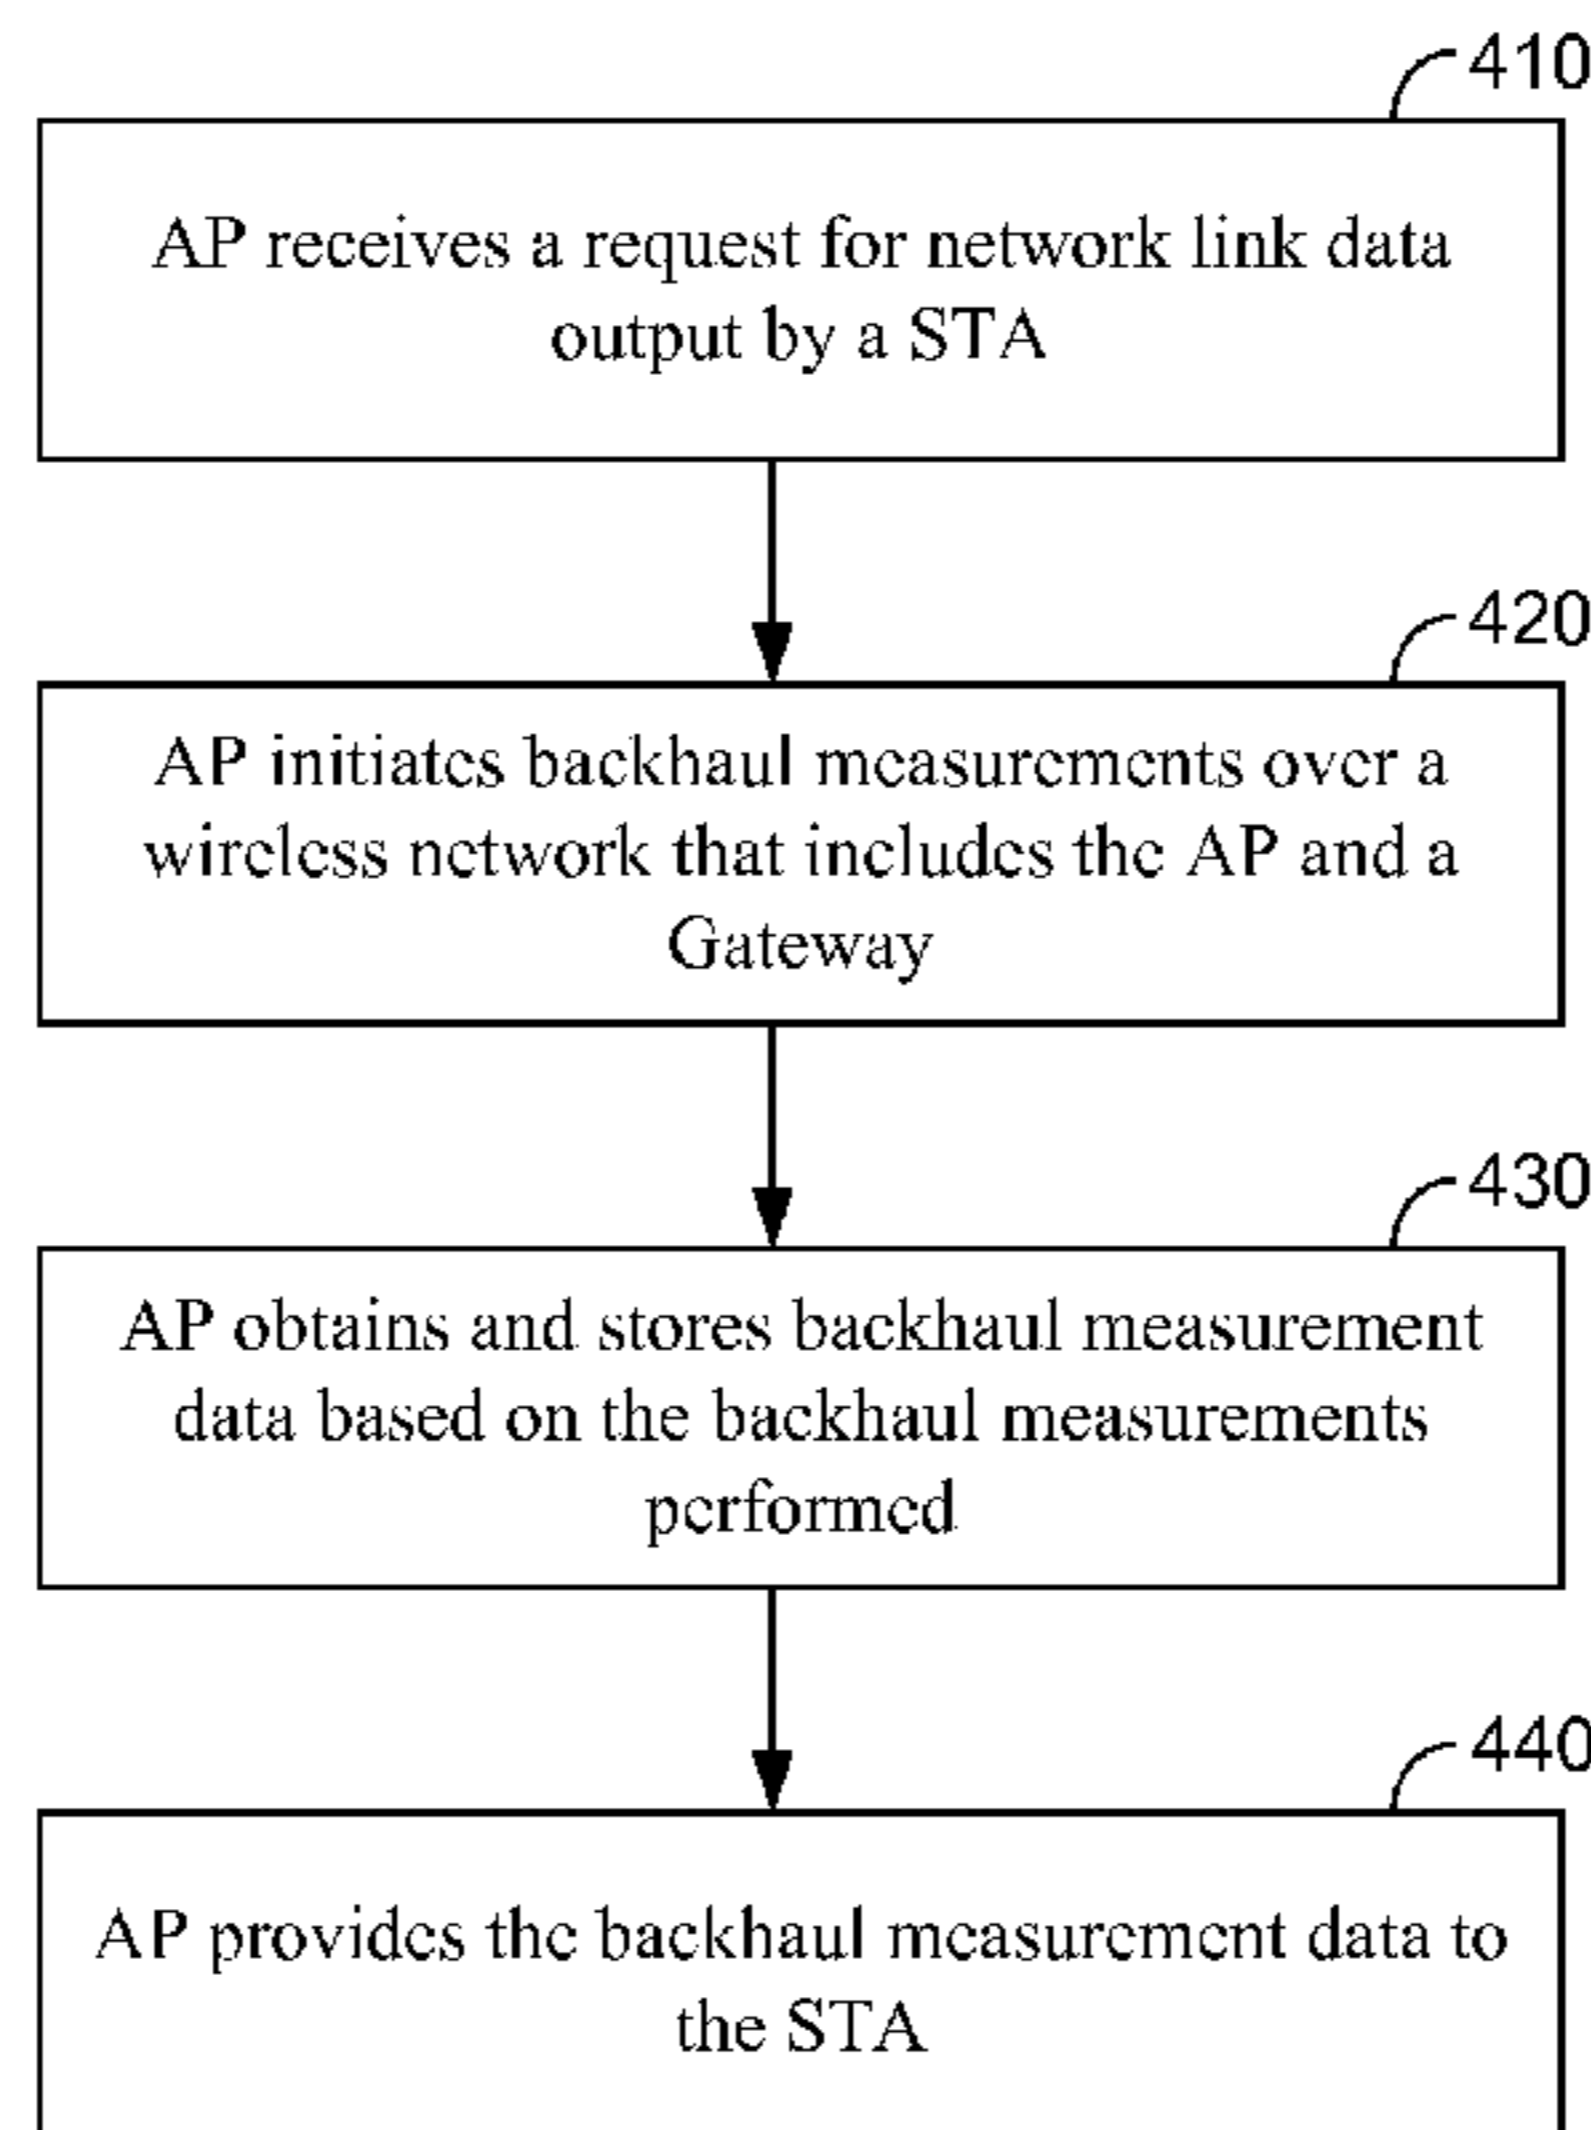 410
AP receives a request for network link data
output by a STA
420
AP initiates backhaul measurements over a
wireless network that includes the AP and a
Gateway
430
AP obtains and stores backhaul measurement
data based on the backhaul measurements
performed
440
AP provides the backhaul measurement data to
the STA